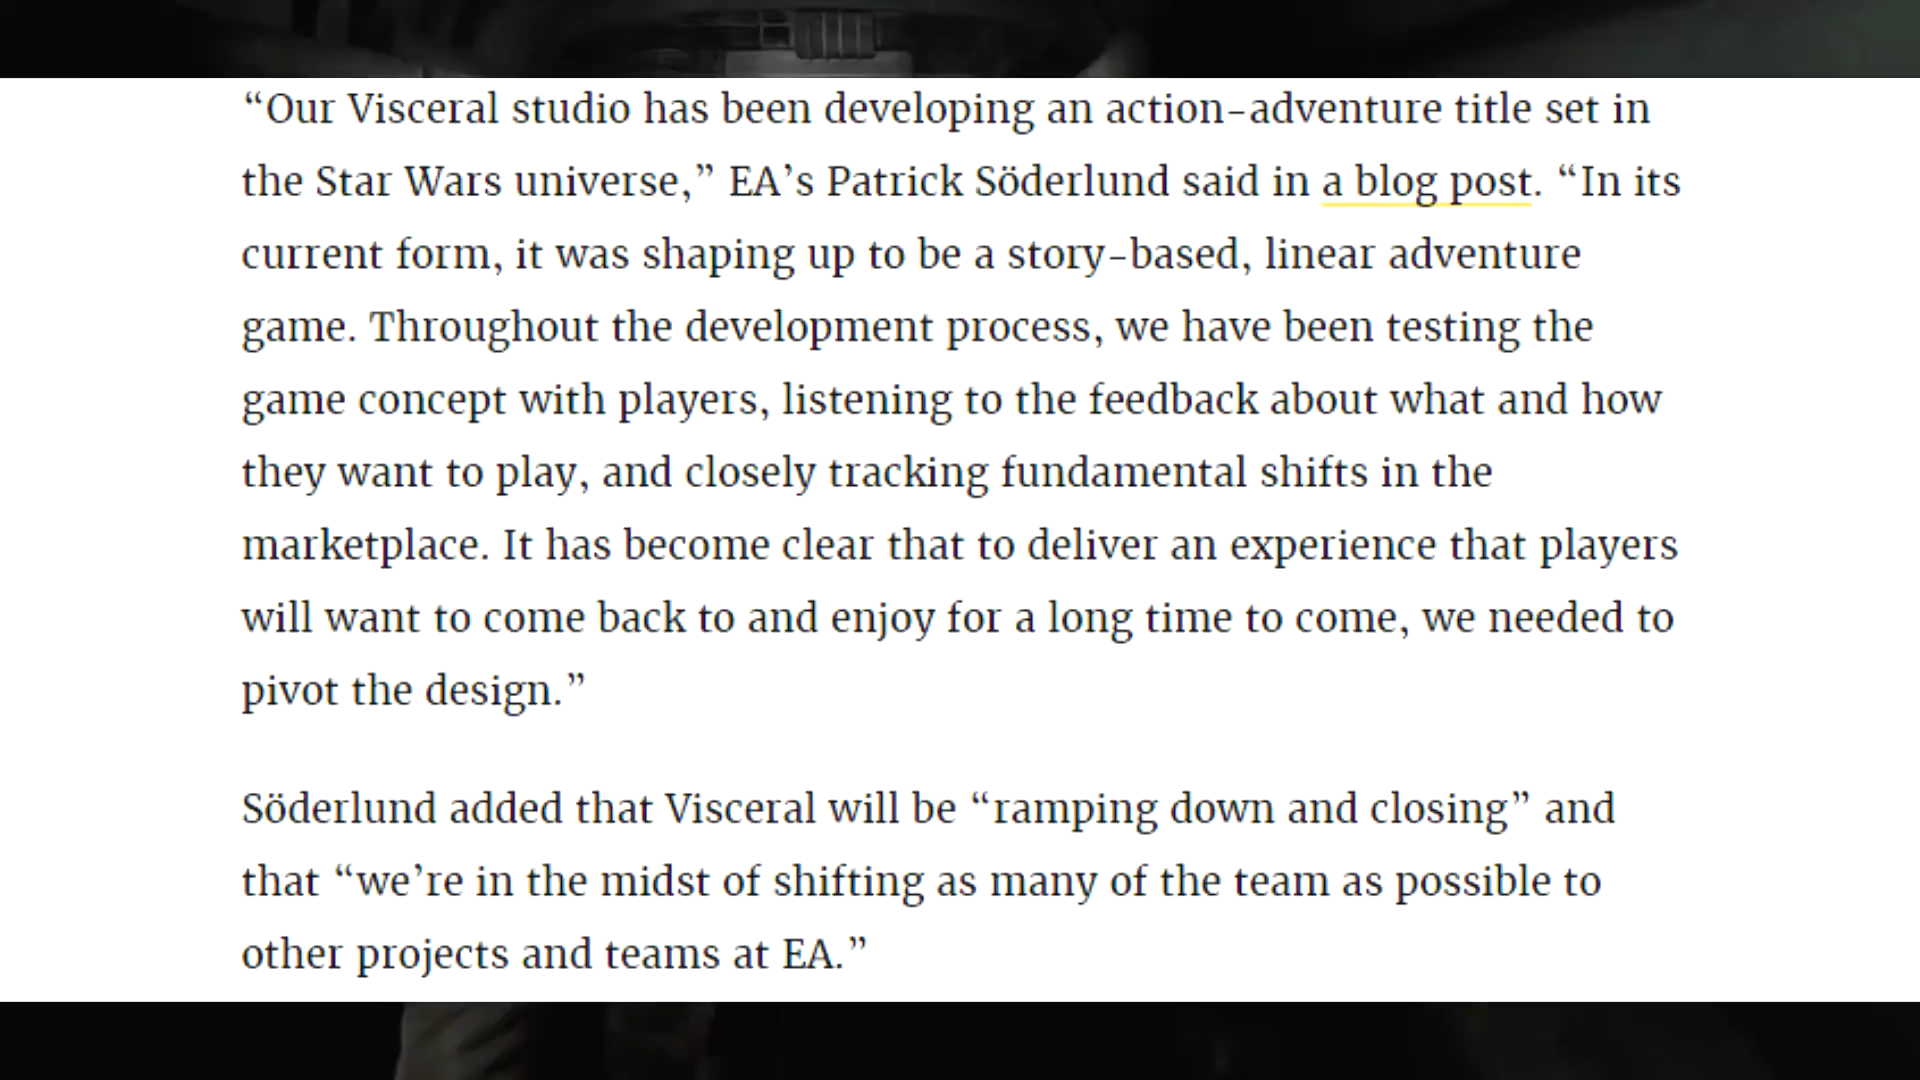 “Our Visceral studio has been developing an action-adventure title set in
the Star Wars universe,” EA’s Patrick Söderlund said in a blog post. “In its
current form, it was shaping up to be a story-based, linear adventure
game. Throughout the development process, we have been testing the
game concept with players, listening to the feedback about what and how
they want to play, and closely tracking fundamental shifts in the
marketplace. It has become clear that to deliver an experience that players
will want to come back to and enjoy for a long time to come, we needed to
pivot the design.”
Söderlund added that Visceral will be “ramping down and closing” and
that “we’re in the midst of shifting as many of the team as possible to
other projects and teams at EA.”